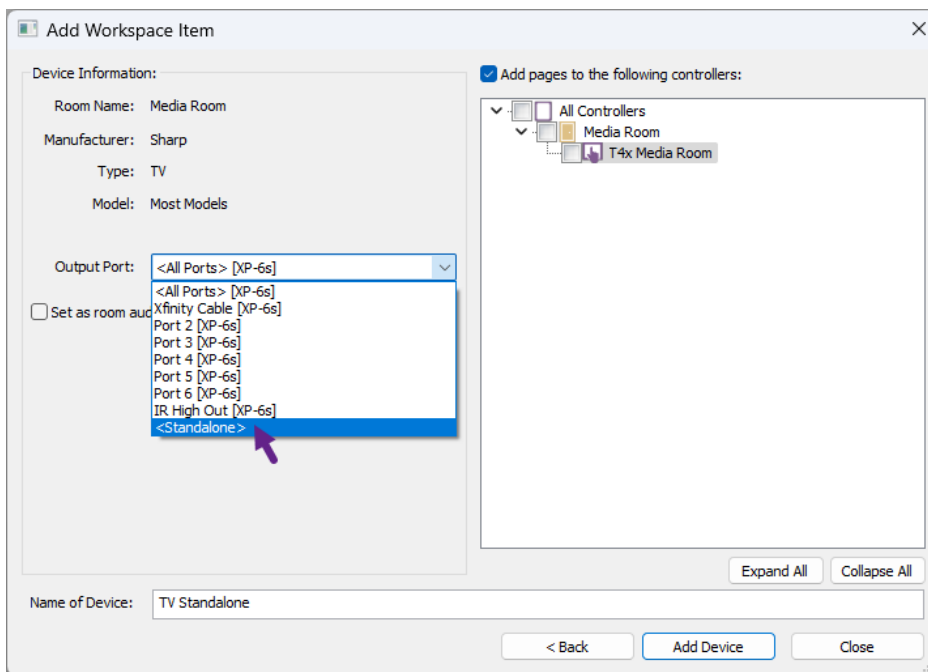 Add Workspace Item
Device Information:
Room Name: Media Room
Manufacturer: Sharp
Type: TV
Model: Most Models
Output Port: <All Ports> [XP-6s]
<All Ports> [XP-6s]
Xfinity Cable [XP-6s]
Set as room aud
Port 2 [XP-6s]
Port 3 [XP-6s]
Port 4 [XP-6s]
Port 5 [XP-6s]
Port 6 [XP-6s]
IR High Out [XP-6s]
<Standalone>
Add pages to the following controllers:
All Controllers
Media Room
T4x Media Room
Expand All Collapse All
Name of Device: TV Standalone
< Back Add Device Close